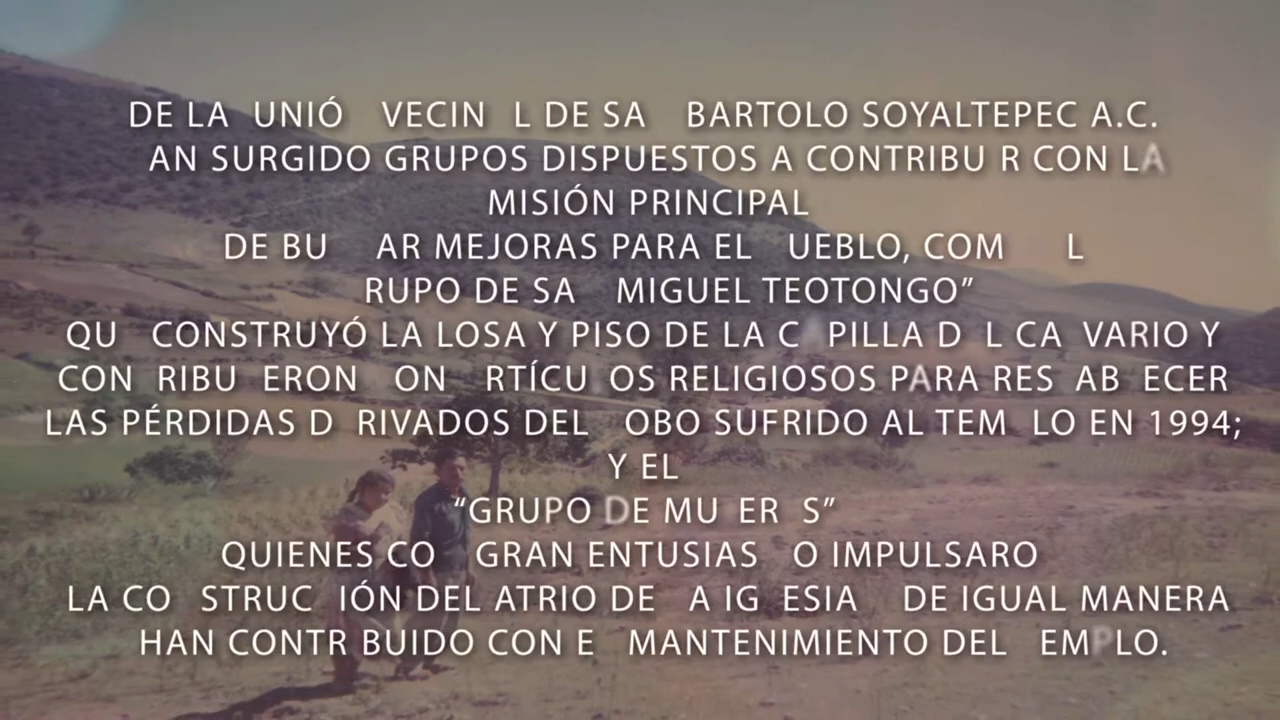 DE LA UNIÓ VECIN L DE SA BARTOLO SOYALTEPEC A.C.
AN SURGIDO GRUPOS DISPUESTOS A CONTRIBU R CON LA
MISIÓN PRINCIPAL
DE BU AR MEJORAS PARA EL UEBLO, COM L
RUPO DE SA MIGUEL TEOTONGO”
QU CONSTRUYÓ LA LOSA Y PISO DE LA CAPILLA D L CA VARIO Y
CON RIBU ERON ON RTÍCU OS RELIGIOSOS PARA RES AB ECER
LAS PÉRDIDAS D RIVADOS DEL OBO SUFRIDO AL TEM LO EN 1994;
Y EL
“GRUPO DE MU ER S”
QUIENES CO GRAN ENTUSIAS O IMPULSARO
LA CO STRUC IÓN DEL ATRIO DE A IG ESIA DE IGUAL MANERA
HAN CONTR BUIDO CON E MANTENIMIENTO DEL EMPLO.